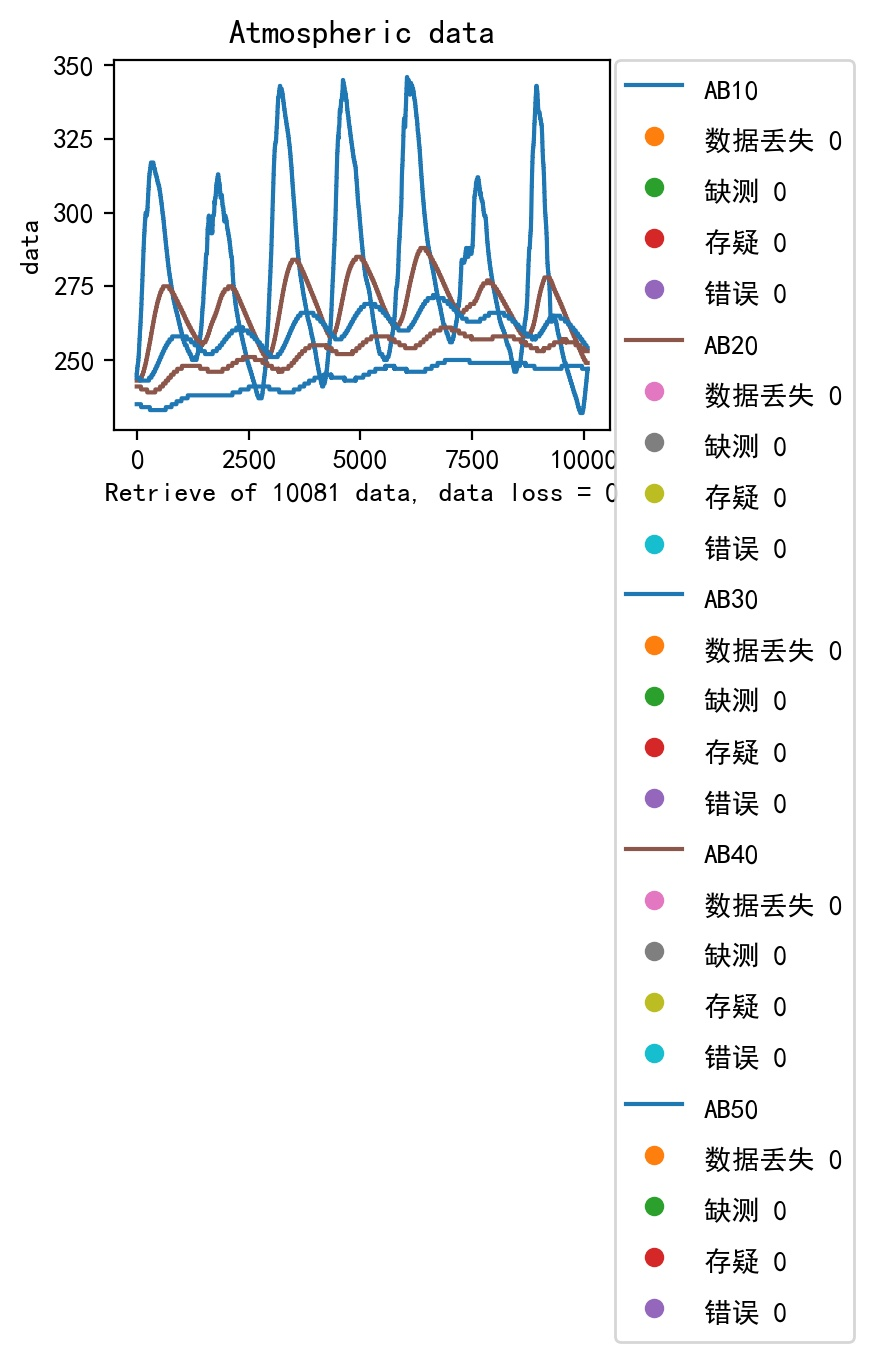 Atmospheric data
data
350
325
300
275
250
0 2500 5000 7500 10000
Retrieve of 10081 data, data loss = 0
AB10
数据丢失 0
缺测 0
存疑 0
错误 0
AB20
数据丢失 0
缺测 0
存疑 0
错误 0
AB30
数据丢失 0
缺测 0
存疑 0
错误 0
AB40
数据丢失 0
缺测 0
存疑 0
错误 0
AB50
数据丢失 0
缺测 0
存疑 0
错误 0